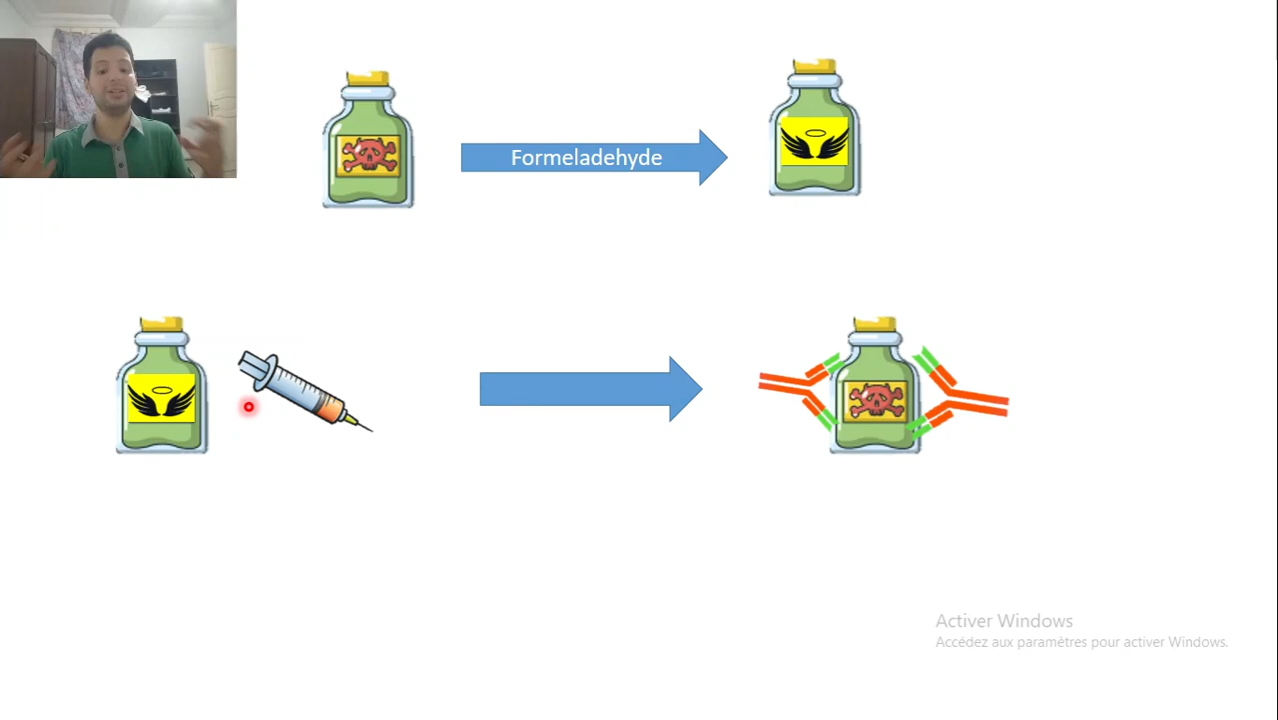 Formeladehyde
Activer Windows
Accédez aux paramètres pour activer Windows.